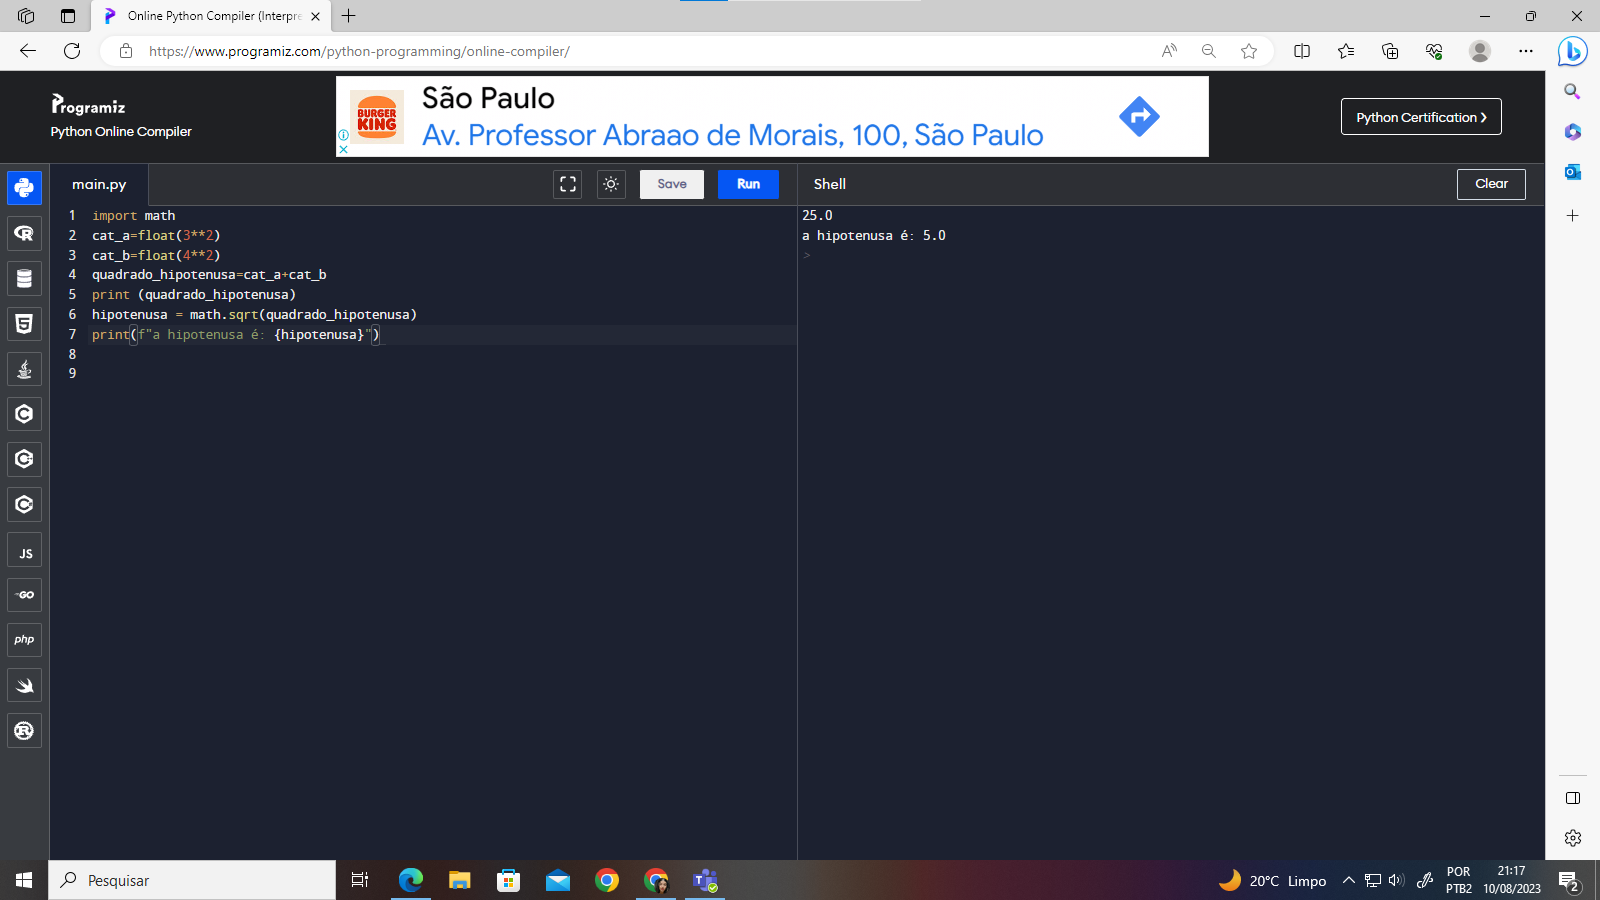 Online Python Compiler (Interpre
https://www.programiz.com/python-programming/online-compiler/
Programiz
Python Online Compiler
BURGER KING
São Paulo
Av. Professor Abraao de Morais, 100, São Paulo
Python Certification ❯
main.py
Save
Run
Shell
Clear
1 import math
2 cat_a=float(3**2)
3 cat_b=float(4**2)
4 quadrado_hipotenusa=cat_a+cat_b
5 print (quadrado_hipotenusa)
6 hipotenusa = math.sqrt(quadrado_hipotenusa)
7 print(f"a hipotenusa é: {hipotenusa}")
8
9
25.0
a hipotenusa é: 5.0
>
JS
GO
php
Pesquisar
20°C Limpo
POR
PTB2
21:17
10/08/2023
2